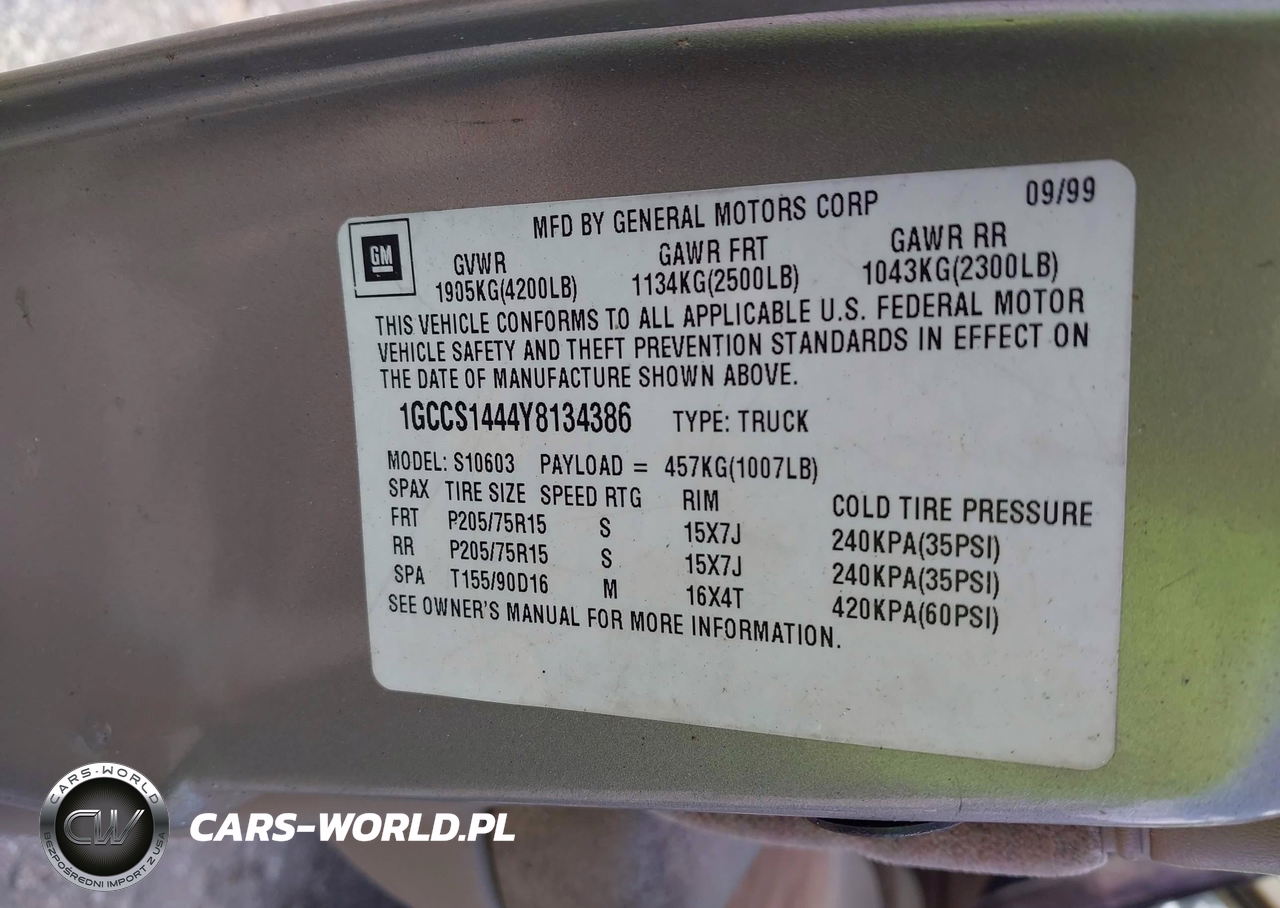 MFD BY GENERAL MOTORS CORP 09/99
GM
GVWR GAWR FRT GAWR RR
1905KG(4200LB) 1134KG(2500LB) 1043KG(2300LB)
THIS VEHICLE CONFORMS TO ALL APPLICABLE U.S. FEDERAL MOTOR
VEHICLE SAFETY AND THEFT PREVENTION STANDARDS IN EFFECT ON
THE DATE OF MANUFACTURE SHOWN ABOVE.
1GCCS1444Y8134386 TYPE: TRUCK
MODEL: S10603 PAYLOAD = 457KG(1007LB)
SPAX TIRE SIZE SPEED RTG RIM COLD TIRE PRESSURE
FRT P205/75R15 S 15X7J 240KPA(35PSI)
RR P205/75R15 S 15X7J 240KPA(35PSI)
SPA T155/90D16 M 16X4T 420KPA(60PSI)
SEE OWNER'S MANUAL FOR MORE INFORMATION.
CARS-WORLD
CW
BEZPOŚREDNI IMPORT Z USA
CARS-WORLD.PL